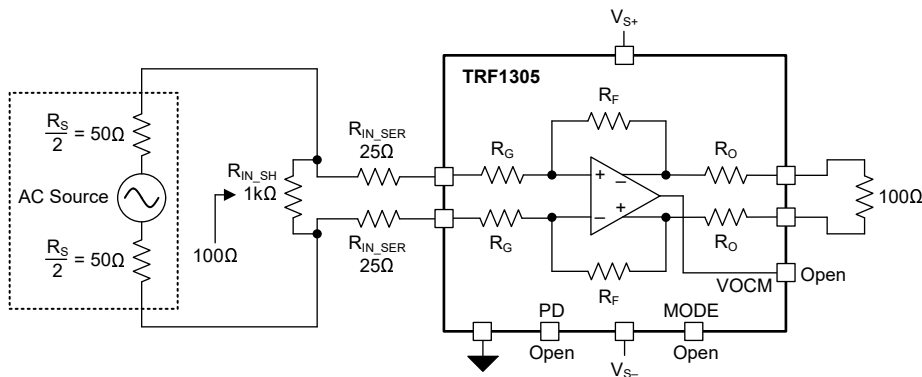 V_S+
TRF1305
R_F
R_S/2 = 50Ω
R_IN_SER
25Ω
R_G
R_O
R_IN_SH
1kΩ
AC Source
100Ω
100Ω
R_S/2 = 50Ω
R_IN_SER
25Ω
R_G
R_O
R_F
VOCM
Open
PD
Open
MODE
Open
V_S–